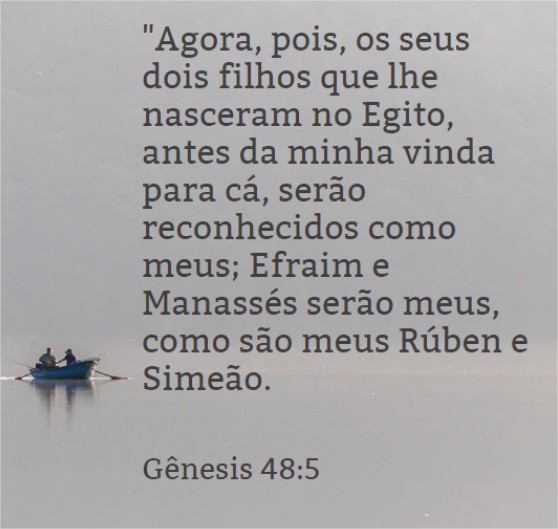 "Agora, pois, os seus
dois filhos que lhe
nasceram no Egito,
antes da minha vinda
para cá, serão
reconhecidos como
meus; Efraim e
Manassés serão meus,
como são meus Rúben e
Simeão.
Gênesis 48:5